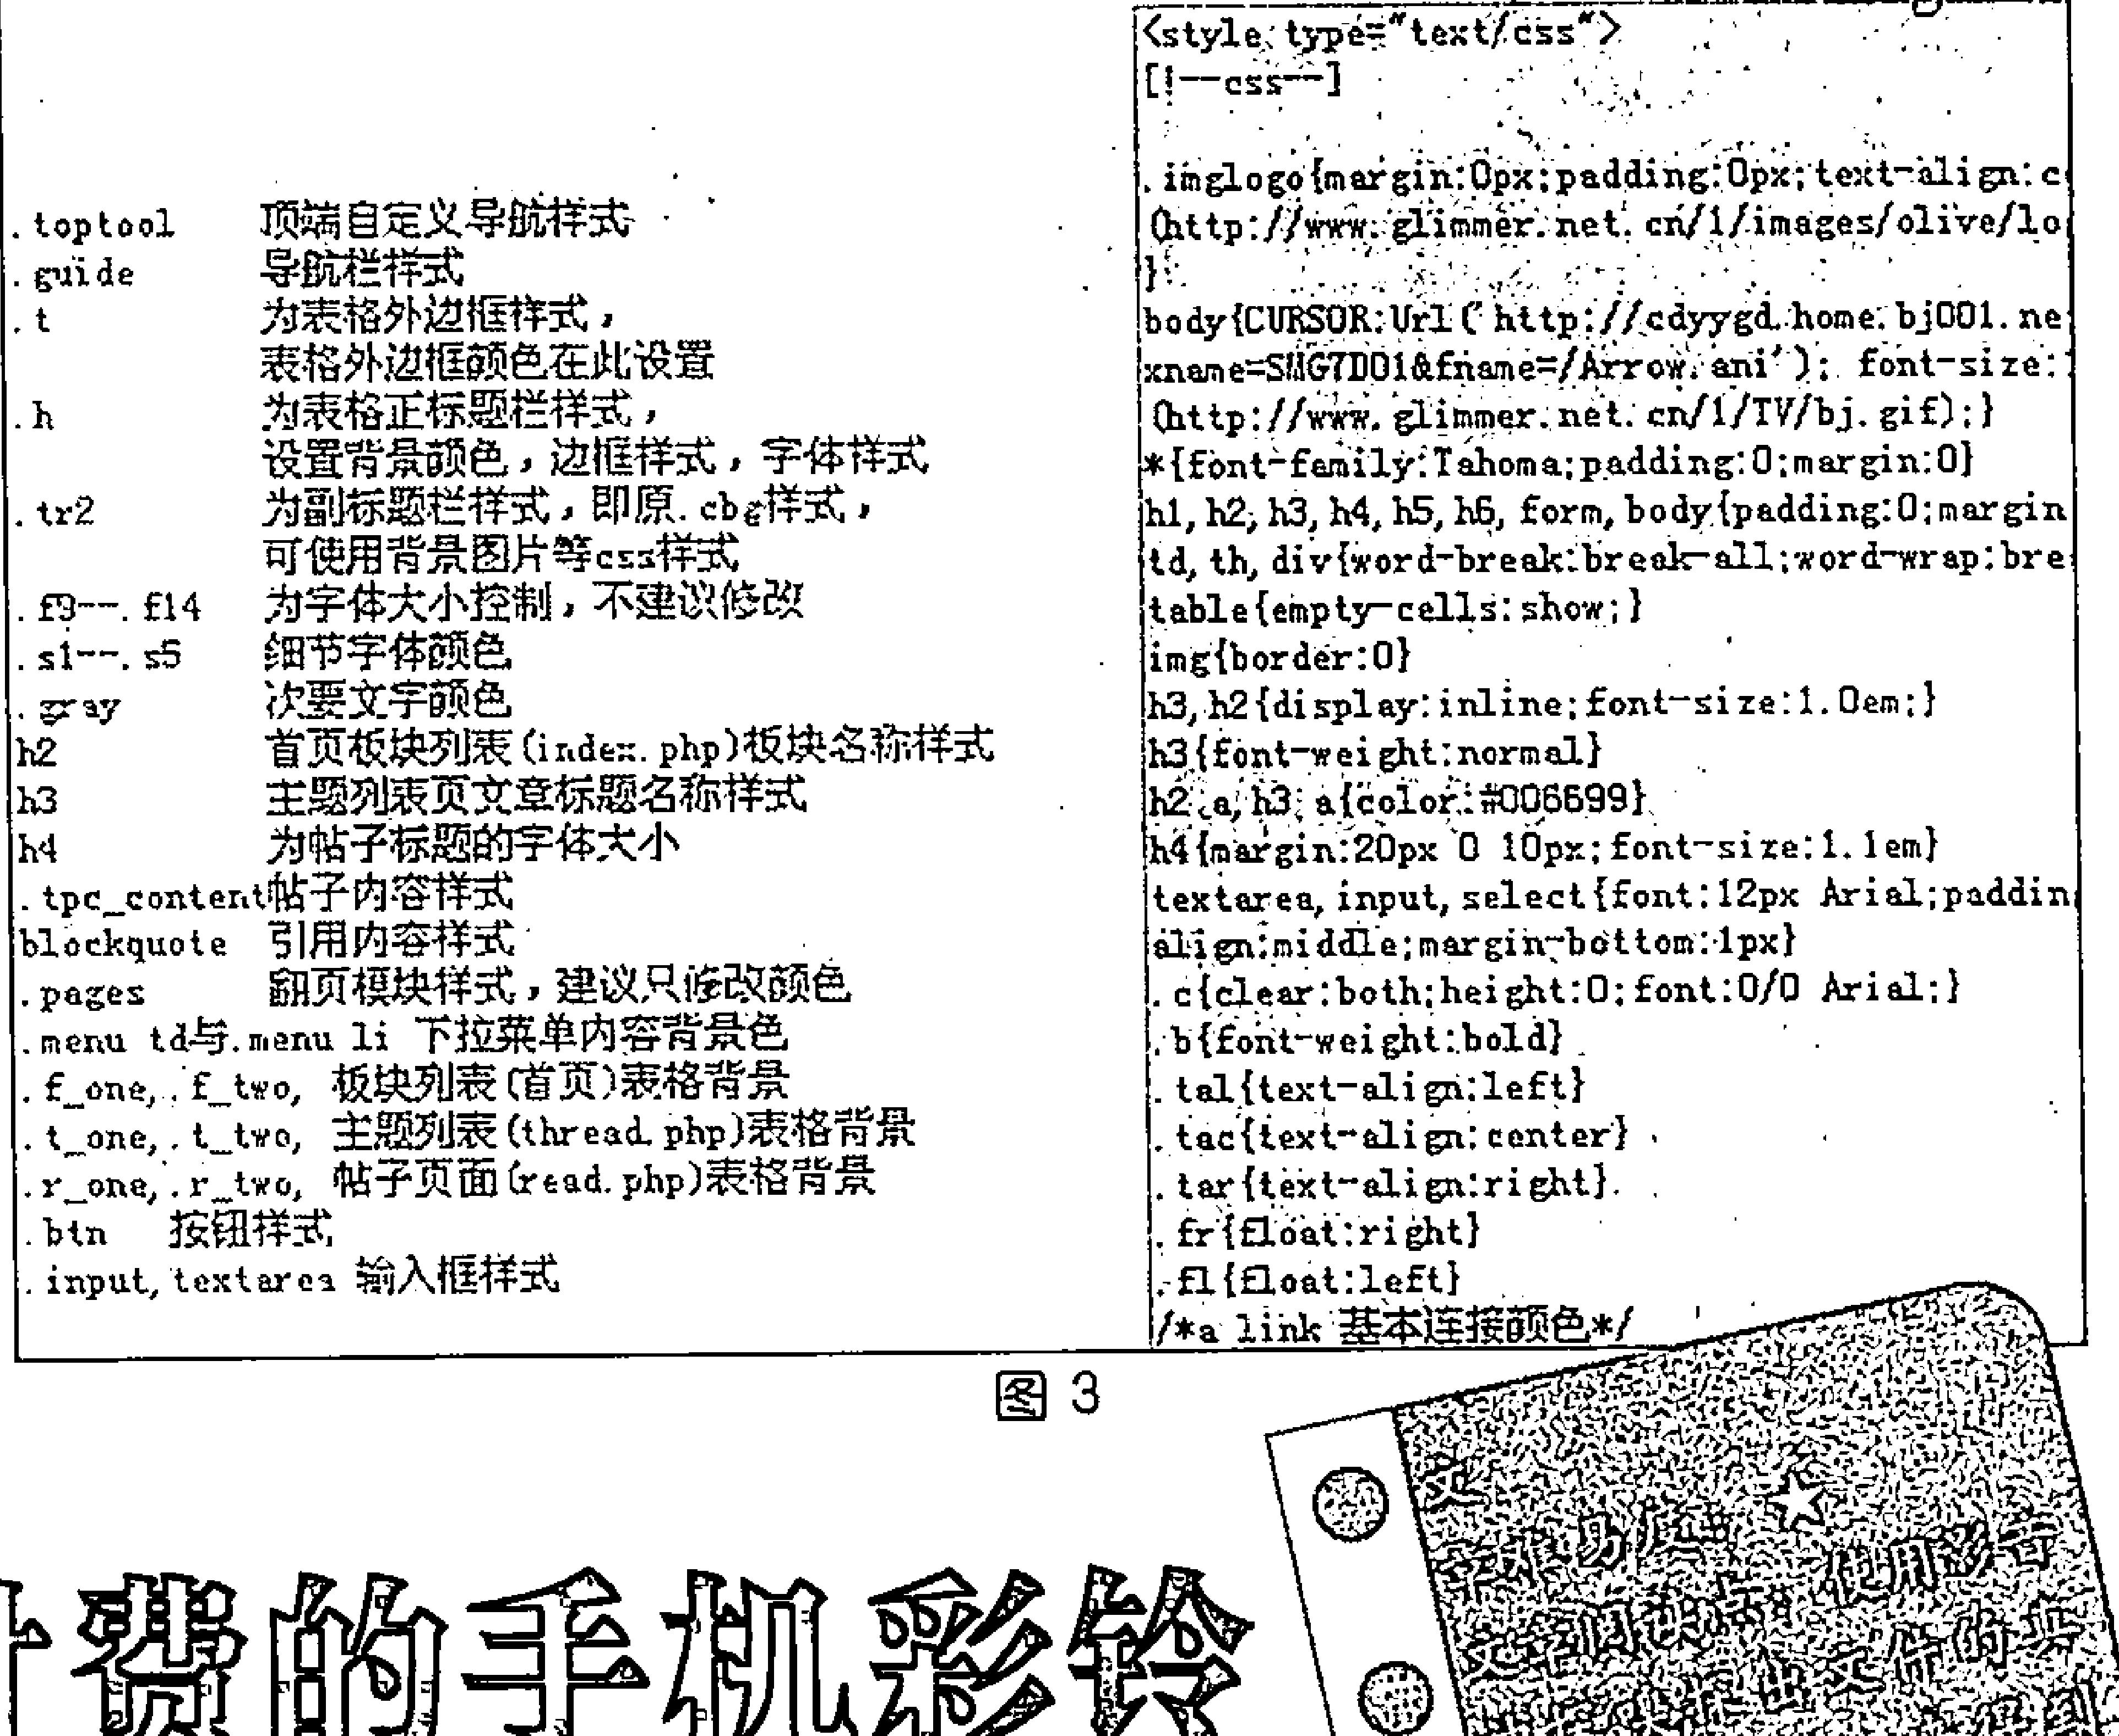 .toptool 顶端自定义导航样式
.guide 导航栏样式
.t 为表格外边框样式，
表格外边框颜色在此设置
.h 为表格正标题栏样式，
设置背景颜色，边框样式，字体样式
.tr2 为副标题栏样式，即原.cbg样式，
可使用背景图片等css样式
.f9--.f14 为字体大小控制，不建议修改
.s1--.s5 细节字体颜色
.gray 次要文字颜色
h2 首页板块列表(index.php)板块名称样式
h3 主题列表页文章标题名称样式
h4 为帖子标题的字体大小
.tpc_content帖子内容样式
blockquote 引用内容样式
.pages 翻页模块样式，建议只修改颜色
.menu td与.menu li 下拉菜单内容背景色
.f_one,.f_two, 板块列表(首页)表格背景
.t_one,.t_two, 主题列表(thread.php)表格背景
.r_one,.r_two, 帖子页面(read.php)表格背景
.btn 按钮样式
.input,textarea 输入框样式
<style type="text/css">
[!--css--]
.imglogo{margin:0px;padding:0px;text-align:c
(http://www.glimmer.net.cn/1/images/olive/lo
}
body{CURSOR:Url('http://cdyygd.home.bj001.ne
xname=SMG7D01&fname=/Arrow.ani'); font-size:
(http://www.glimmer.net.cn/1/TV/bj.gif);}
*{font-family:Tahoma;padding:0;margin:0}
h1,h2,h3,h4,h5,h6,form,body{padding:0;margin
td,th,div{word-break:break-all;word-wrap:bre
table{empty-cells:show;}
img{border:0}
h3,h2{display:inline;font-size:1.0em;}
h3{font-weight:normal}
h2 a,h3 a{color:#006699}
h4{margin:20px 0 10px;font-size:1.1em}
textarea,input,select{font:12px Arial;paddin
align:middle;margin-bottom:1px}
.c{clear:both;height:0;font:0/0 Arial;}
.b{font-weight:bold}
.tal{text-align:left}
.tac{text-align:center}
.tar{text-align:right}
.fr{float:right}
.fl{float:left}
/*a link 基本连接颜色*/
图 3
费的手机彩铃